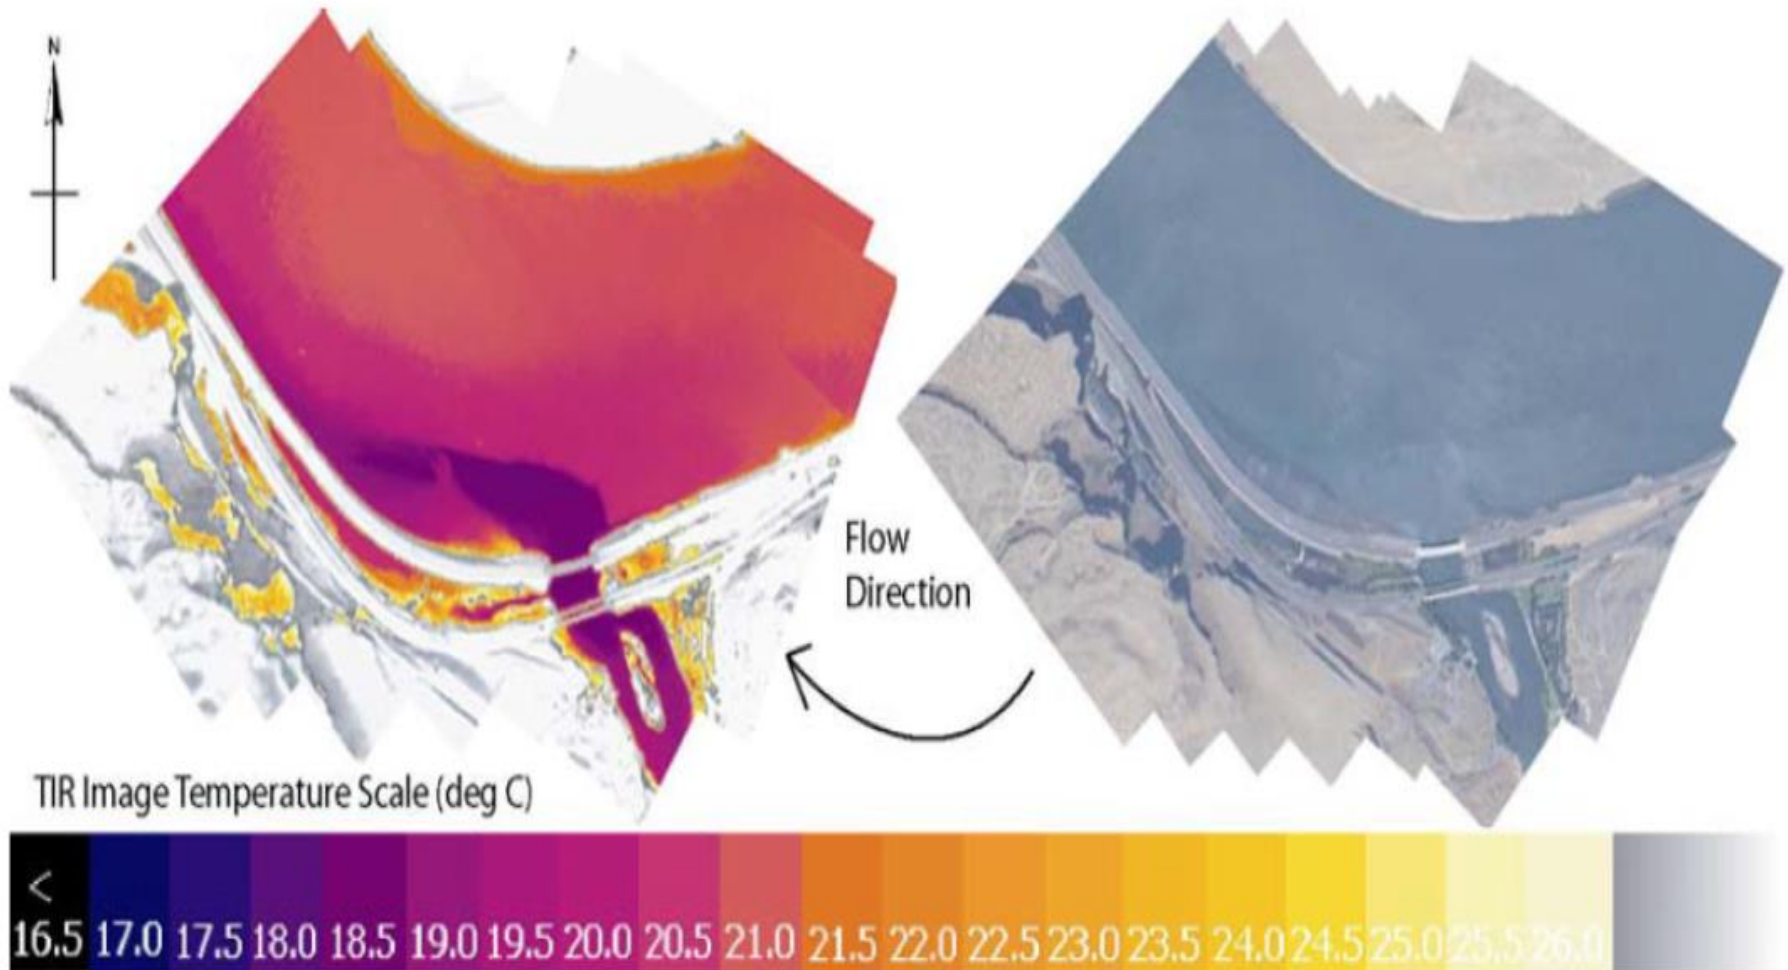 N
Flow
Direction
TIR Image Temperature Scale (deg C)
<
16.5 17.0 17.5 18.0 18.5 19.0 19.5 20.0 20.5 21.0 21.5 22.0 22.5 23.0 23.5 24.0 24.5 25.0 25.5 26.0